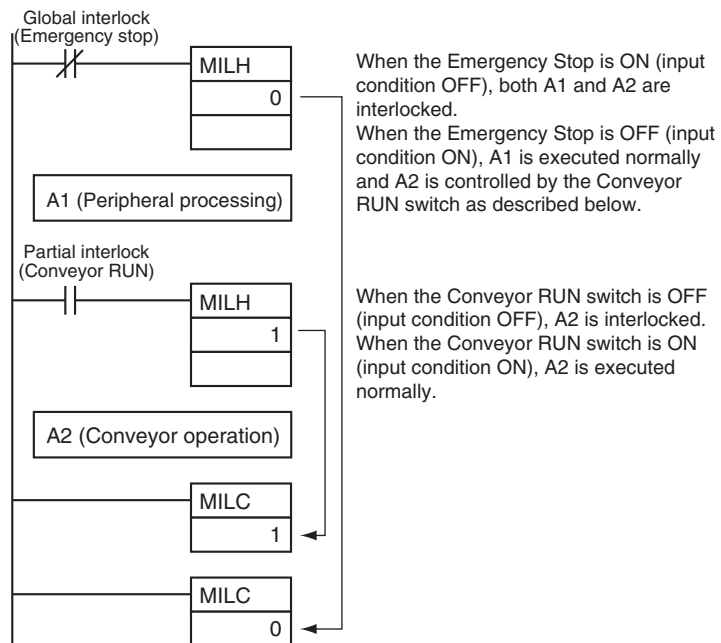 Global interlock
(Emergency stop)
MILH
0
When the Emergency Stop is ON (input
condition OFF), both A1 and A2 are
interlocked.
When the Emergency Stop is OFF (input
condition ON), A1 is executed normally
and A2 is controlled by the Conveyor
RUN switch as described below.
A1 (Peripheral processing)
Partial interlock
(Conveyor RUN)
MILH
1
When the Conveyor RUN switch is OFF
(input condition OFF), A2 is interlocked.
When the Conveyor RUN switch is ON
(input condition ON), A2 is executed
normally.
A2 (Conveyor operation)
MILC
1
MILC
0